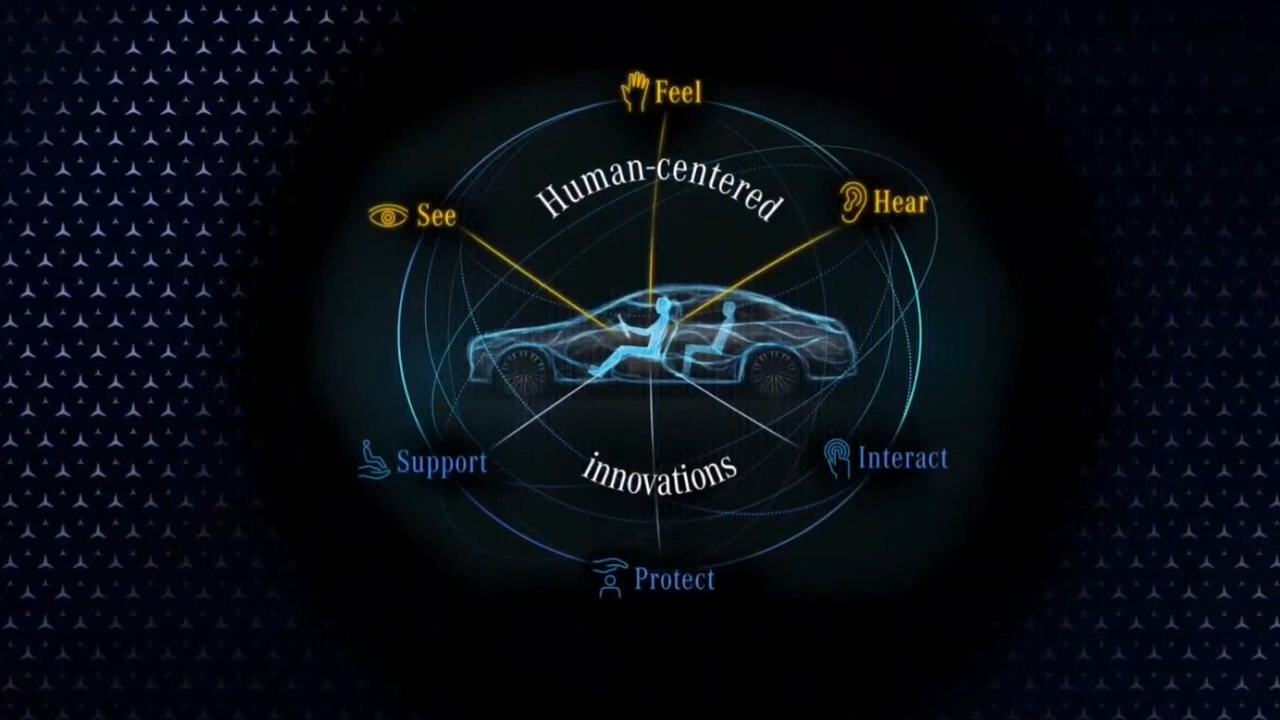 Feel
Human-centered
See
Hear
innovations
Support
Interact
Protect